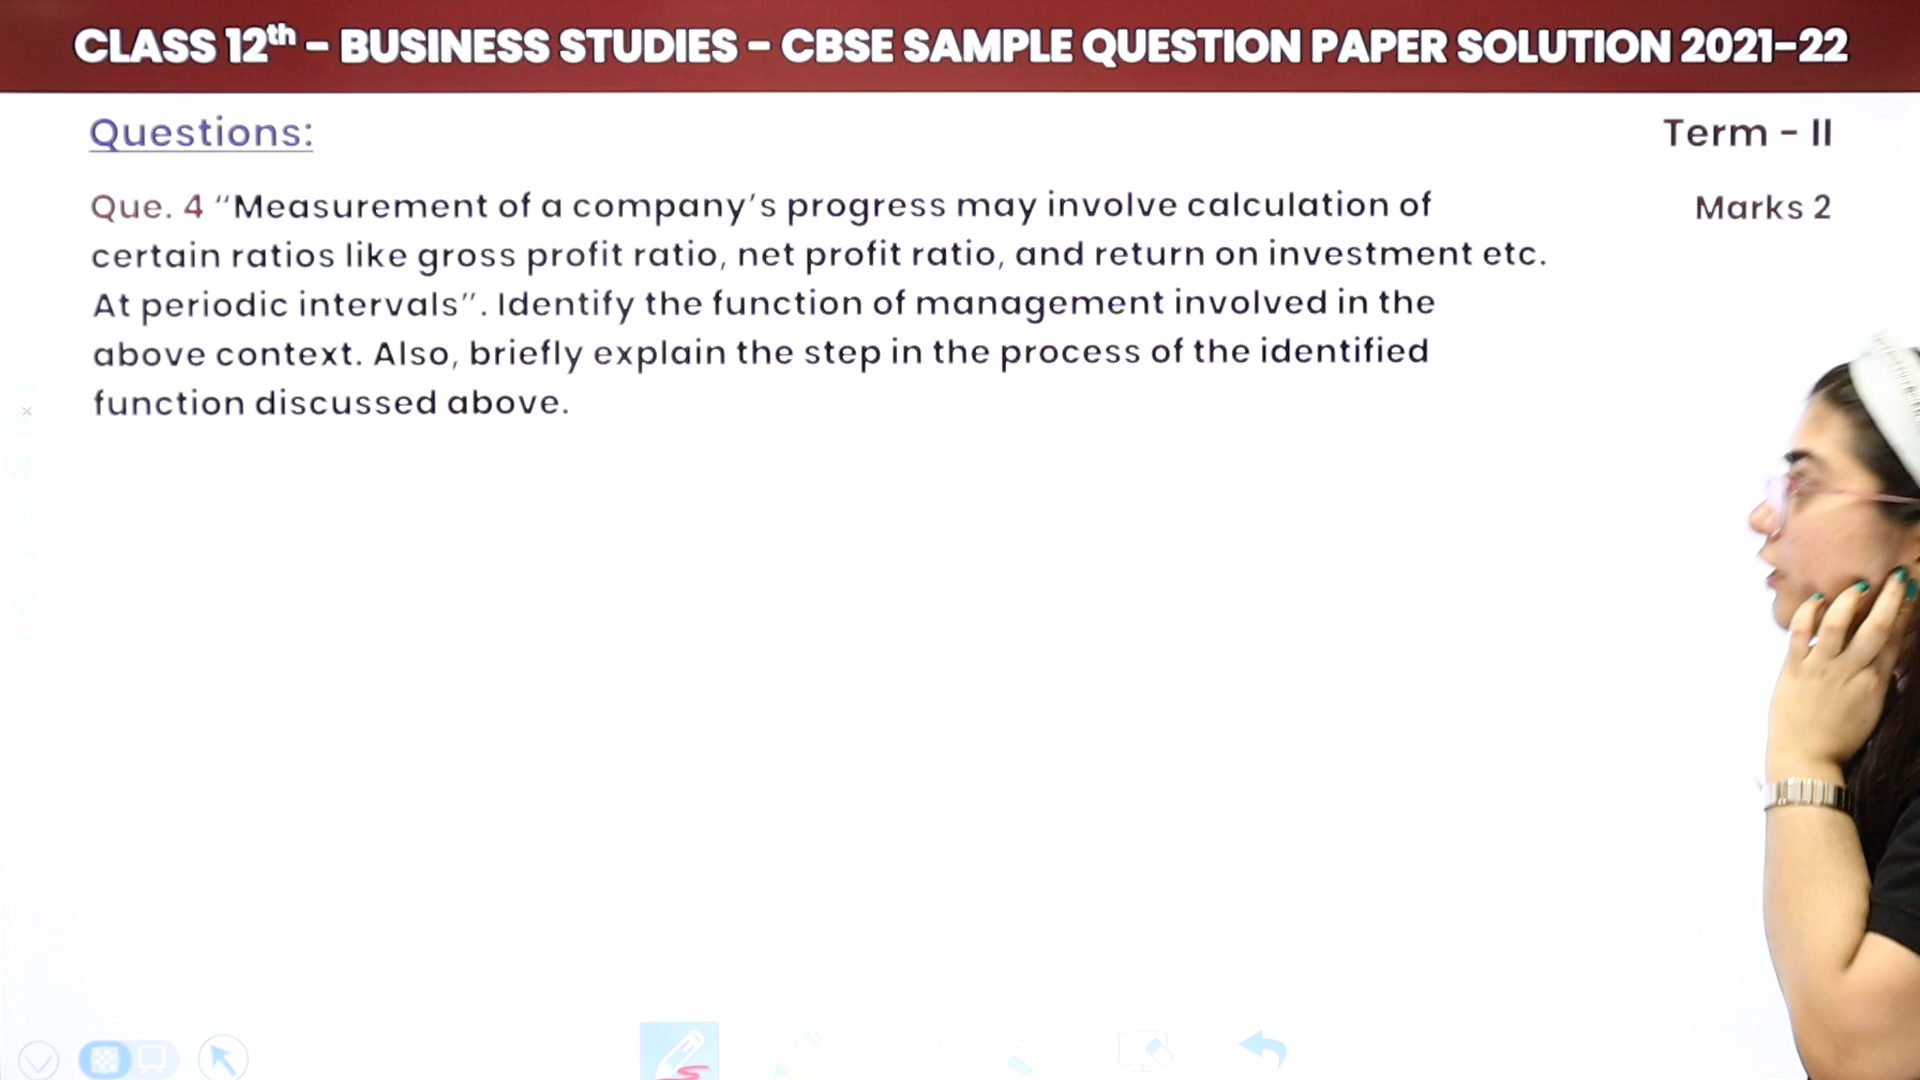 CLASS 12th – BUSINESS STUDIES – CBSE SAMPLE QUESTION PAPER SOLUTION 2021–22
Questions:
Term – II
Que. 4 “Measurement of a company’s progress may involve calculation of
Marks 2
certain ratios like gross profit ratio, net profit ratio, and return on investment etc.
At periodic intervals”. Identify the function of management involved in the
above context. Also, briefly explain the step in the process of the identified
function discussed above.